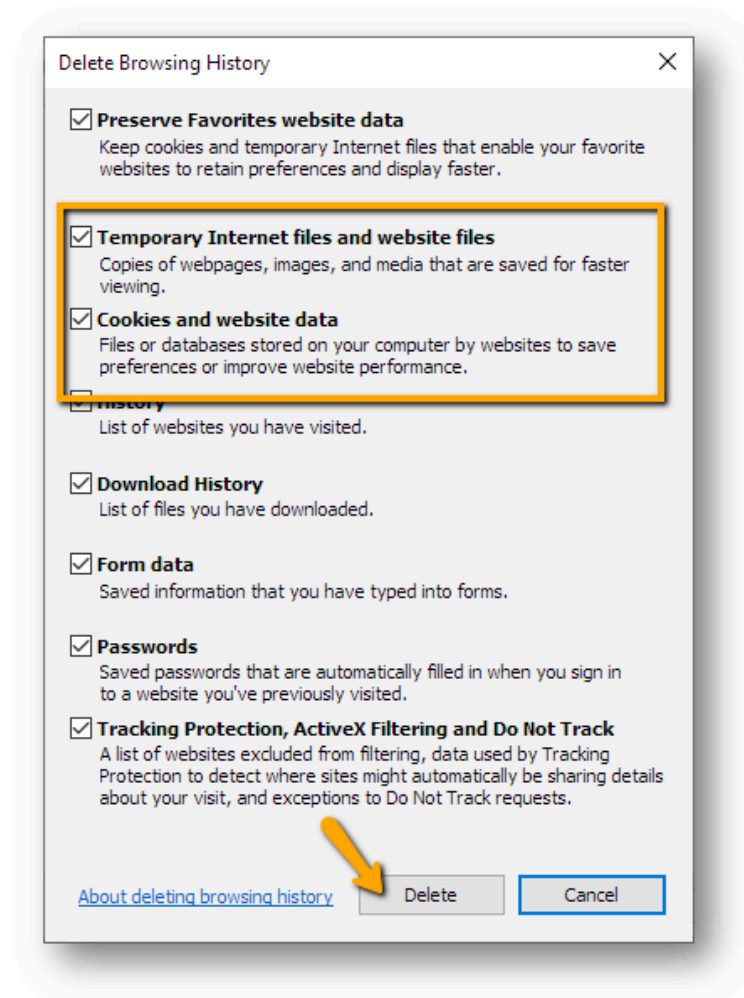 Delete Browsing History
Preserve Favorites website data
Keep cookies and temporary Internet files that enable your favorite
websites to retain preferences and display faster.
Temporary Internet files and website files
Copies of webpages, images, and media that are saved for faster
viewing.
Cookies and website data
Files or databases stored on your computer by websites to save
preferences or improve website performance.
History
List of websites you have visited.
Download History
List of files you have downloaded.
Form data
Saved information that you have typed into forms.
Passwords
Saved passwords that are automatically filled in when you sign in
to a website you've previously visited.
Tracking Protection, ActiveX Filtering and Do Not Track
A list of websites excluded from filtering, data used by Tracking
Protection to detect where sites might automatically be sharing details
about your visit, and exceptions to Do Not Track requests.
About deleting browsing history
Delete
Cancel